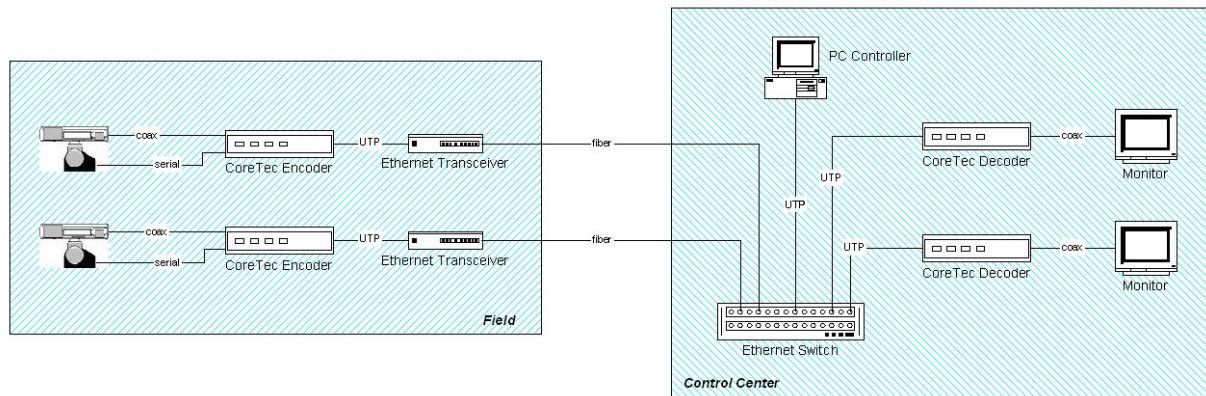 PC Controller
coax
serial
CoreTec Encoder
UTP
Ethernet Transceiver
fiber
UTP
CoreTec Decoder
coax
Monitor
UTP
coax
serial
CoreTec Encoder
UTP
Ethernet Transceiver
fiber
UTP
CoreTec Decoder
coax
Monitor
Field
Ethernet Switch
Control Center